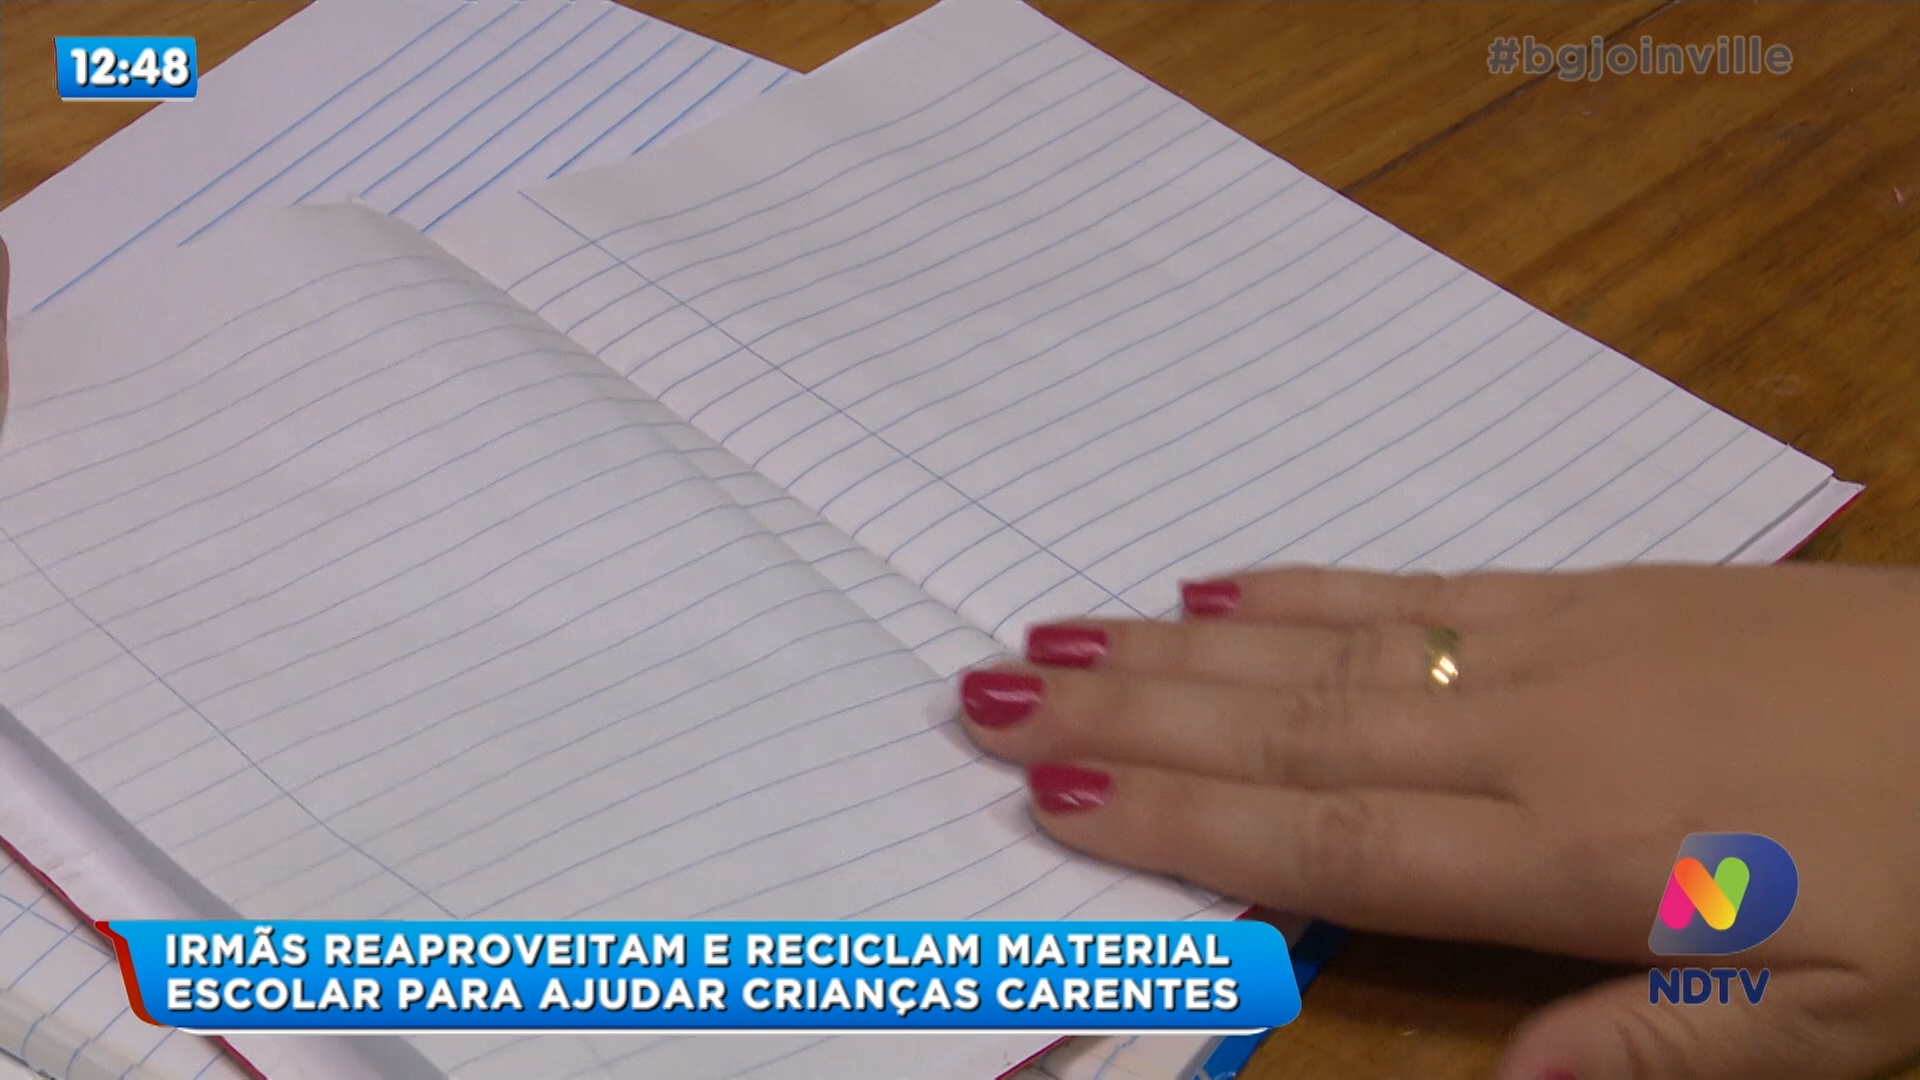 12:48
#bgjoinville
IRMÃS REAPROVEITAM E RECICLAM MATERIAL
ESCOLAR PARA AJUDAR CRIANÇAS CARENTES
NDTV